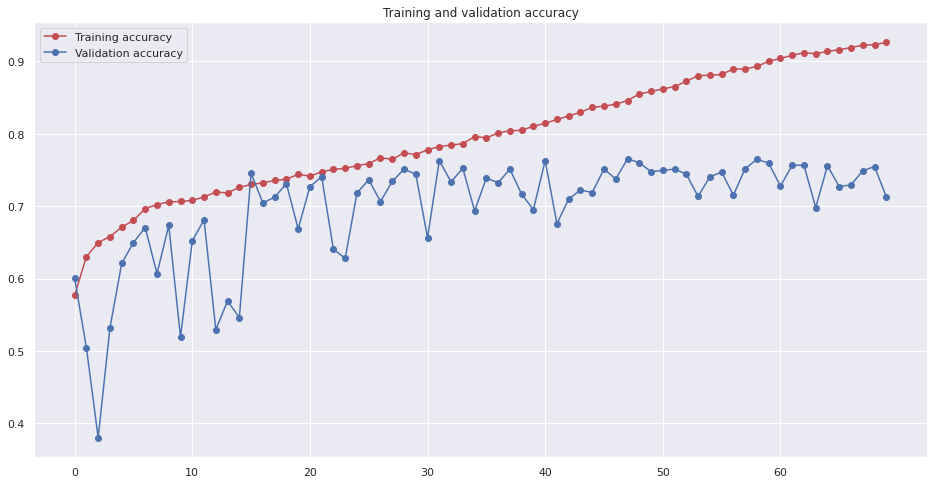 Training and validation accuracy
Training accuracy
Validation accuracy
0.9
0.8
0.7
0.6
0.5
0.4
0 10 20 30 40 50 60